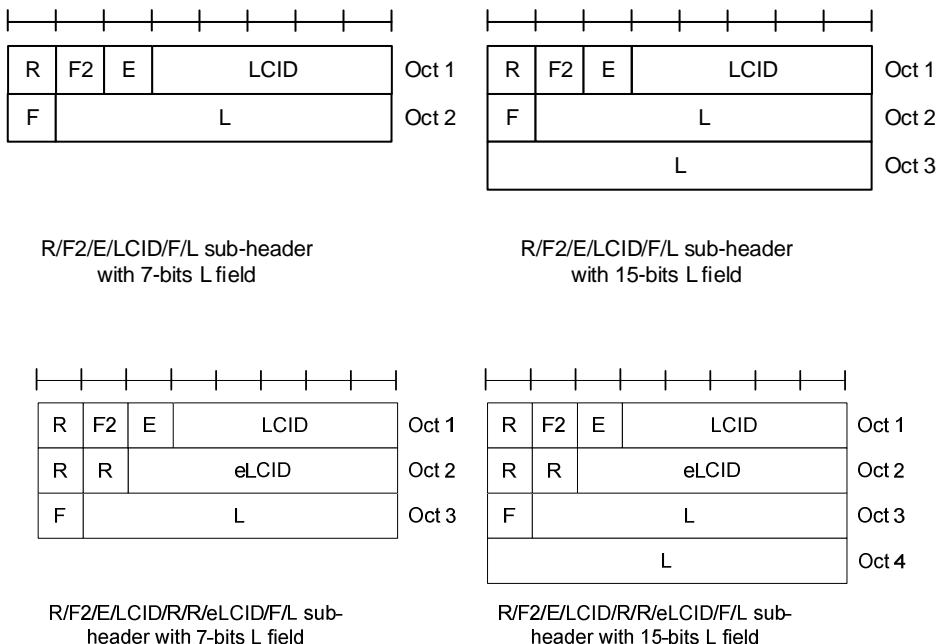 R F2 E LCID Oct 1
F L Oct 2
R/F2/E/LCID/F/L sub-header
with 7-bits L field
R F2 E LCID Oct 1
F L Oct 2
L Oct 3
R/F2/E/LCID/F/L sub-header
with 15-bits L field
R F2 E LCID Oct 1
R R eLCID Oct 2
F L Oct 3
R/F2/E/LCID/R/R/eLCID/F/L sub-
header with 7-bits L field
R F2 E LCID Oct 1
R R eLCID Oct 2
F L Oct 3
L Oct 4
R/F2/E/LCID/R/R/eLCID/F/L sub-
header with 15-bits L field